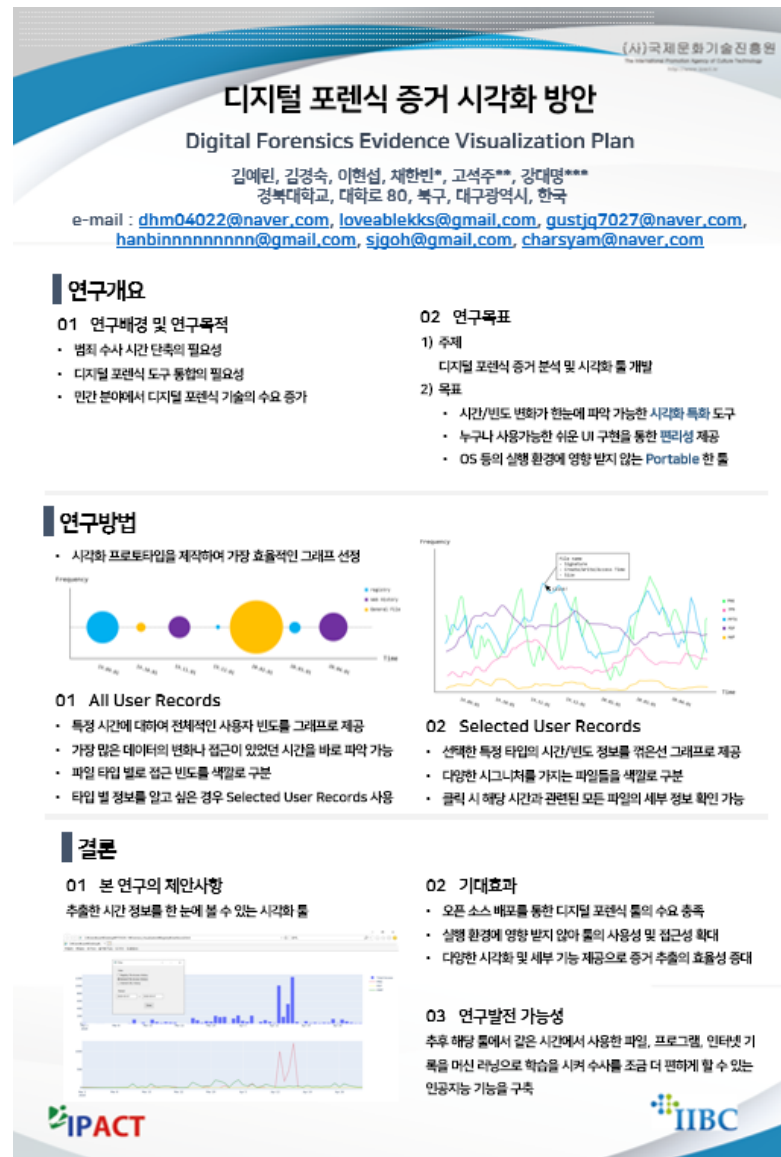 (사)국제문화기술진흥원
The International Promotion Agency of Culture Technology
디지털 포렌식 증거 시각화 방안
Digital Forensics Evidence Visualization Plan
김예린, 김경숙, 이현섭, 채한빈*, 고석주**, 강대명***
경북대학교, 대학로 80, 북구, 대구광역시, 한국
e-mail : dhm04022@naver.com, loveablekks@gmail.com, gustjq7027@naver.com,
hanbinnnnnnnnn@gmail.com, sjgoh@gmail.com, charsyam@naver.com
연구개요
01 연구배경 및 연구목적
• 범죄 수사 시간 단축의 필요성
• 디지털 포렌식 도구 통합의 필요성
• 민간 분야에서 디지털 포렌식 기술의 수요 증가
02 연구목표
1) 주제
디지털 포렌식 증거 분석 및 시각화 툴 개발
2) 목표
• 시간/빈도 변화가 한눈에 파악 가능한 시각화 특화 도구
• 누구나 사용가능한 쉬운 UI 구현을 통한 편리성 제공
• OS 등의 실행 환경에 영향 받지 않는 Portable 한 툴
연구방법
• 시각화 프로토타입을 제작하여 가장 효율적인 그래프 선정
Frequency
Registry
Web History
General File
Time
01 All User Records
• 특정 시간에 대하여 전체적인 사용자 빈도를 그래프로 제공
• 가장 많은 데이터의 변화나 접근이 있었던 시간을 바로 파악 가능
• 파일 타입 별로 접근 빈도를 색깔로 구분
• 타입 별 정보를 알고 싶은 경우 Selected User Records 사용
Frequency
File name
- Signature
- Size
Time
02 Selected User Records
• 선택한 특정 타입의 시간/빈도 정보를 꺾은선 그래프로 제공
• 다양한 시그니처를 가지는 파일들을 색깔로 구분
• 클릭 시 해당 시간과 관련된 모든 파일의 세부 정보 확인 가능
결론
01 본 연구의 제안사항
추출한 시간 정보를 한 눈에 볼 수 있는 시각화 툴
02 기대효과
• 오픈 소스 배포를 통한 디지털 포렌식 툴의 수요 충족
• 실행 환경에 영향 받지 않아 툴의 사용성 및 접근성 확대
• 다양한 시각화 및 세부 기능 제공으로 증거 추출의 효율성 증대
03 연구발전 가능성
추후 해당 툴에서 같은 시간에서 사용한 파일, 프로그램, 인터넷 기
록을 머신 러닝으로 학습을 시켜 수사를 조금 더 편하게 할 수 있는
인공지능 기능을 구축
IPACT
IIBC